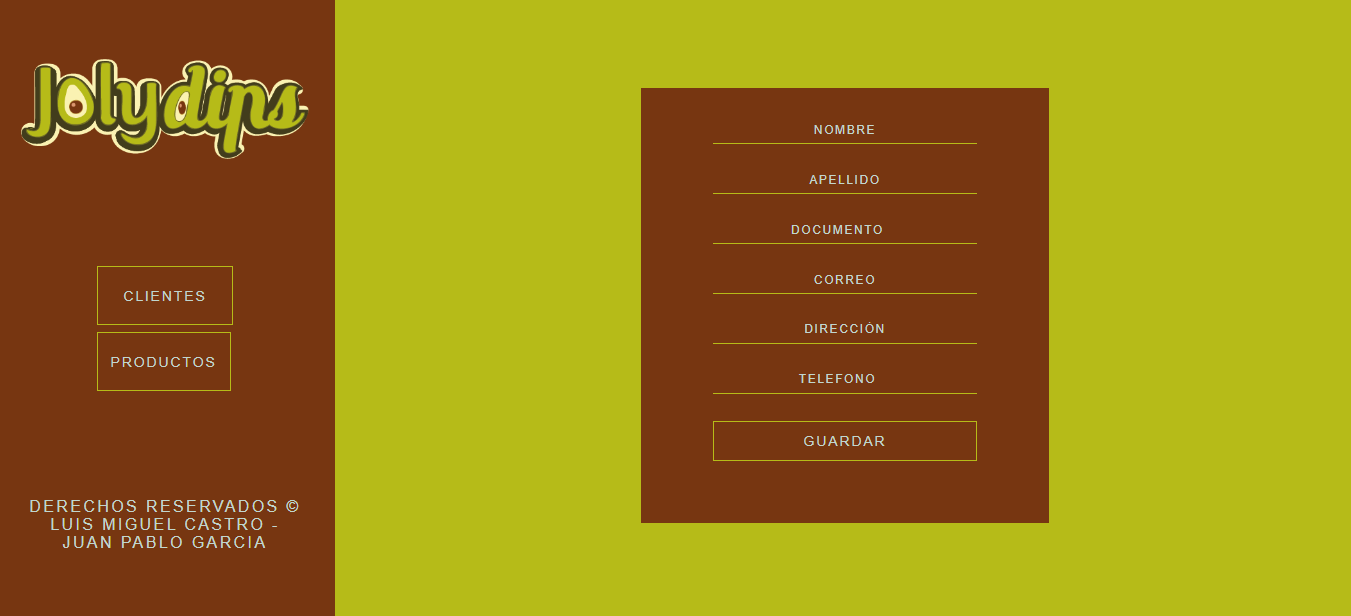 Jolydips
CLIENTES
PRODUCTOS
DERECHOS RESERVADOS ©
LUIS MIGUEL CASTRO -
JUAN PABLO GARCIA
NOMBRE
APELLIDO
DOCUMENTO
CORREO
DIRECCIÓN
TELEFONO
GUARDAR